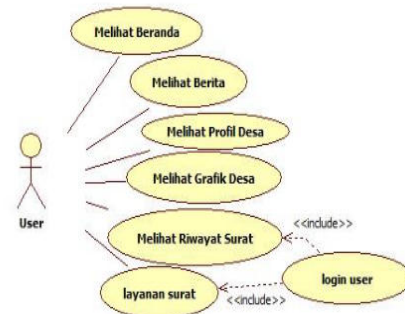 Melihat Beranda
Melihat Berita
Melihat Profil Desa
Melihat Grafik Desa
User
<<include>>
Melihat Riwayat Surat
login user
layanan surat
<<include>>